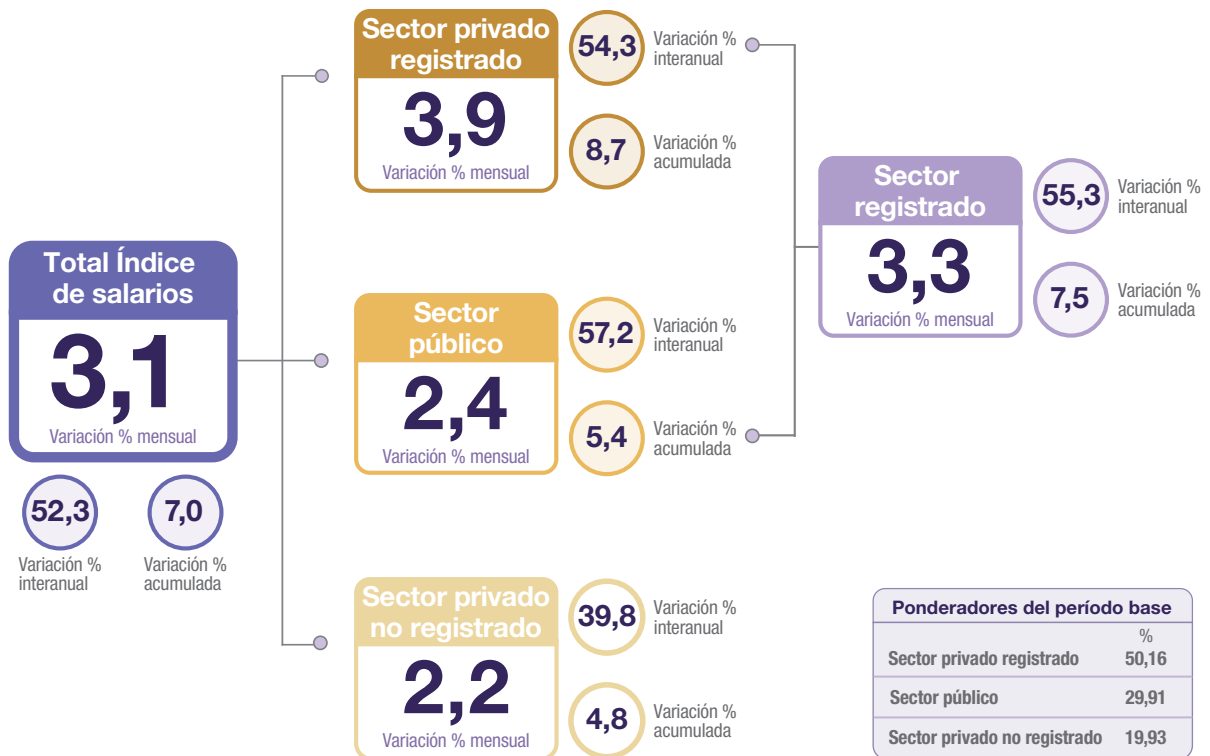 Sector privado
registrado
3,9
Variación % mensual
54,3
Variación %
interanual
8,7
Variación %
acumulada
Sector
registrado
3,3
Variación % mensual
55,3
Variación %
interanual
7,5
Variación %
acumulada
Total Índice
de salarios
3,1
Variación % mensual
52,3
Variación %
interanual
7,0
Variación %
acumulada
Sector
público
2,4
Variación % mensual
57,2
Variación %
interanual
5,4
Variación %
acumulada
Sector privado
no registrado
2,2
Variación % mensual
39,8
Variación %
interanual
4,8
Variación %
acumulada
Ponderadores del período base
%
Sector privado registrado 50,16
Sector público 29,91
Sector privado no registrado 19,93